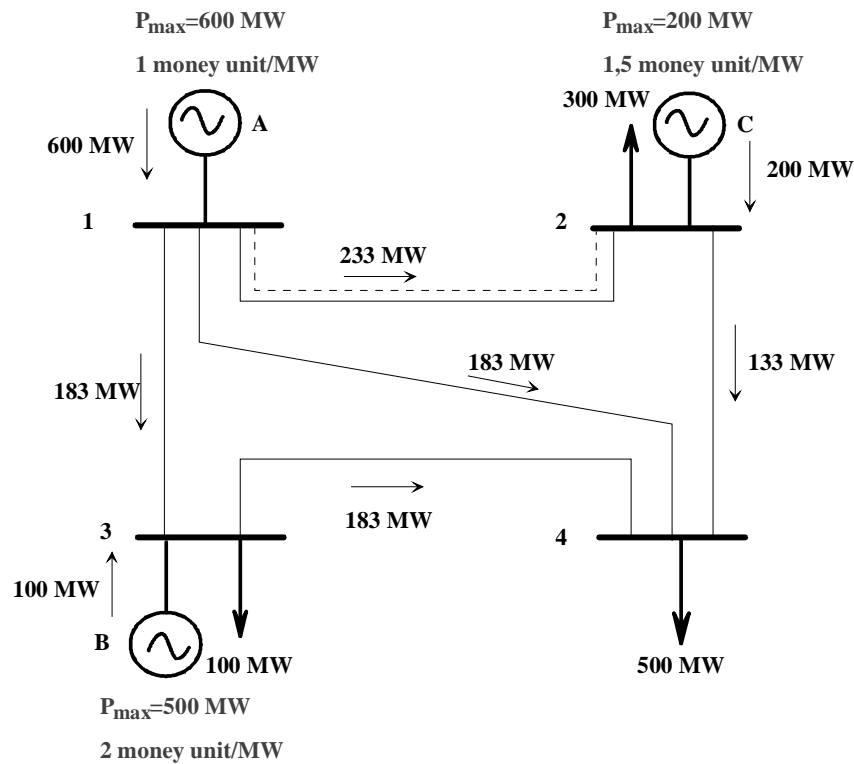 Pmax=600 MW
1 money unit/MW
Pmax=200 MW
1,5 money unit/MW
A
600 MW
300 MW
C
200 MW
1
2
233 MW
183 MW
183 MW
133 MW
183 MW
3
4
100 MW
B
100 MW
500 MW
Pmax=500 MW
2 money unit/MW